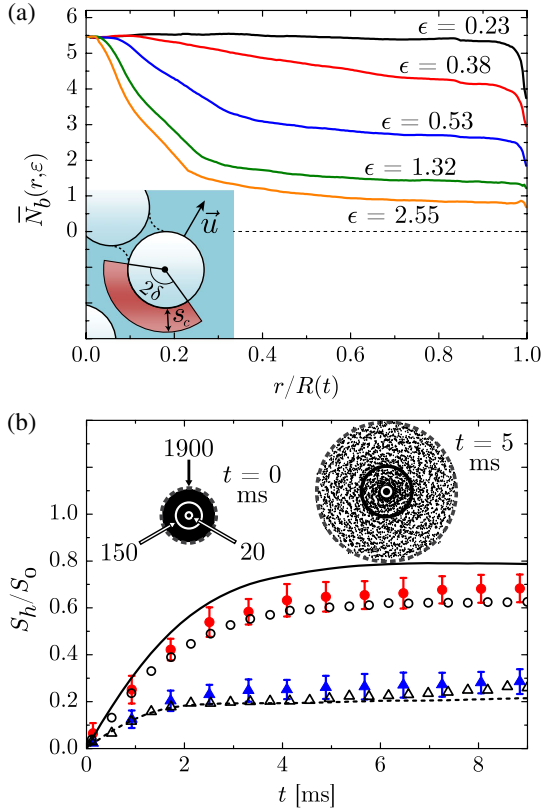 (a)
6
5
4
3
2
1
0
N̅b(r,ε)
ϵ = 0.23
ϵ = 0.38
ϵ = 0.53
ϵ = 1.32
ϵ = 2.55
u⃗
2δ
sc
0.0 0.2 0.4 0.6 0.8 1.0
r/R(t)
(b)
1900
t = 0
ms
t = 5
ms
150
20
1.0
0.8
0.6
0.4
0.2
0.0
Sh/So
0 2 4 6 8
t [ms]